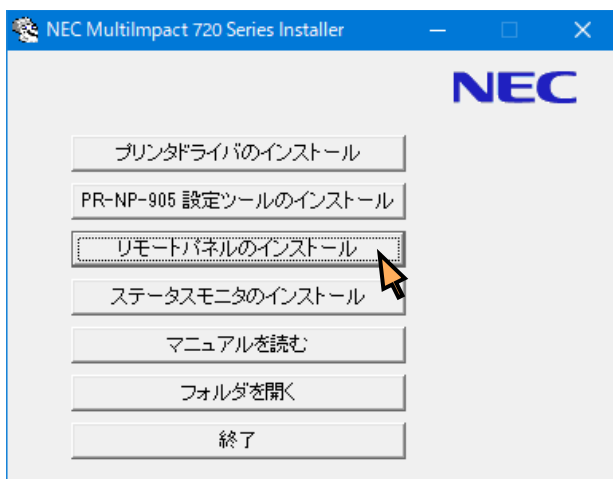 NEC MultiImpact 720 Series Installer
NEC
プリンタドライバのインストール
PR-NP-905 設定ツールのインストール
リモートパネルのインストール
ステータスモニタのインストール
マニュアルを読む
フォルダを開く
終了